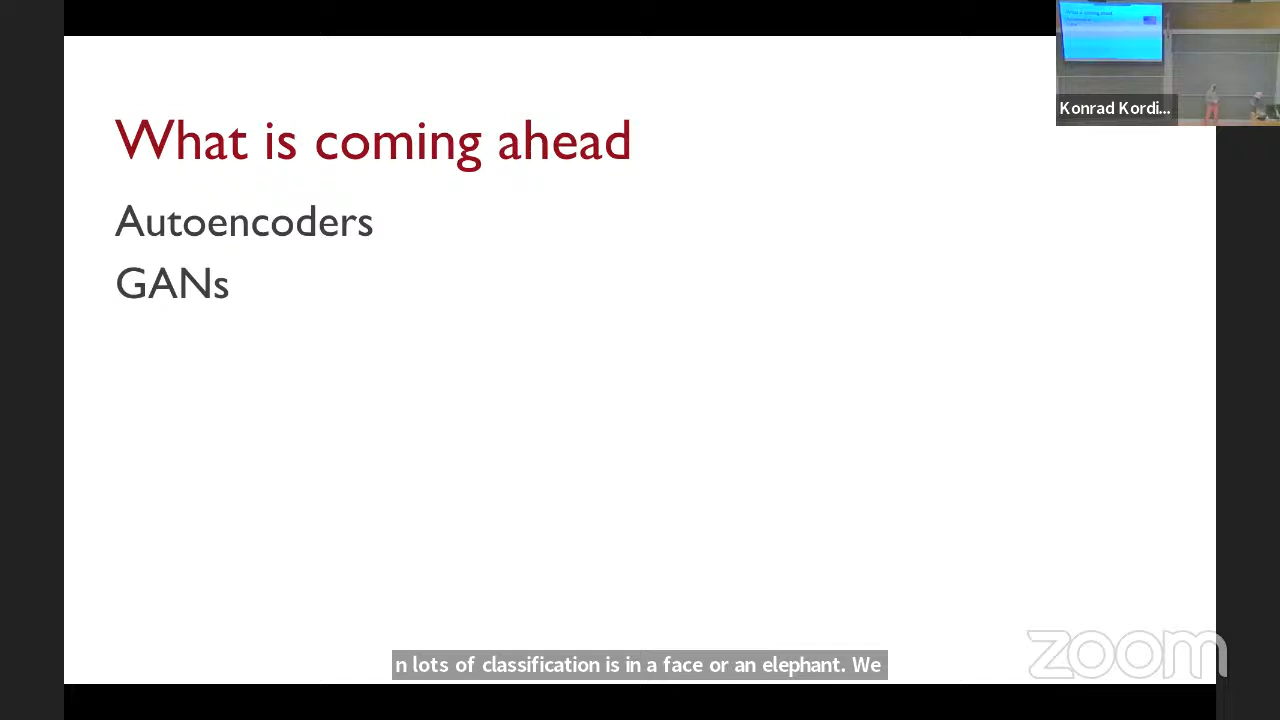 What is coming ahead
Autoencoders
GANs
Konrad Kordi...
n lots of classification is in a face or an elephant. We
zoom